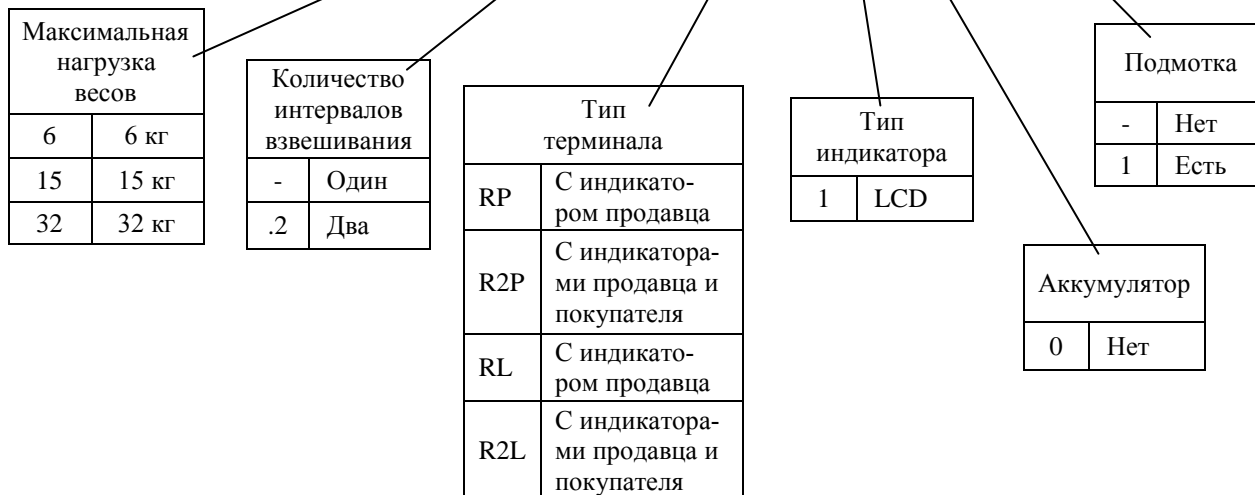 Максимальная
нагрузка
весов
6 6 кг
15 15 кг
32 32 кг
Количество
интервалов
взвешивания
- Один
.2 Два
Тип
терминала
RP С индикато-
ром продавца
R2P С индикатора-
ми продавца и
покупателя
RL С индикато-
ром продавца
R2L С индикатора-
ми продавца и
покупателя
Тип
индикатора
1 LCD
Аккумулятор
0 Нет
Подмотка
- Нет
1 Есть